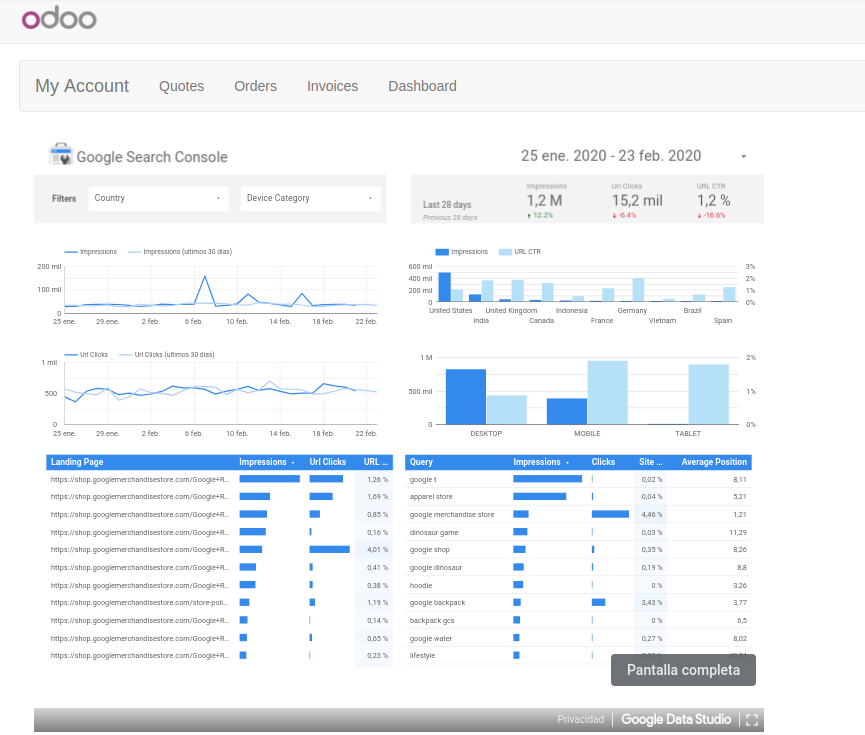 odoo
My Account Quotes Orders Invoices Dashboard
Google Search Console
25 ene. 2020 - 23 feb. 2020
Filters Country Device Category
Last 28 days
Previous 28 days
Impressions
1,2 M
12.2%
Url Clicks
15,2 mil
-6.4%
URL CTR
1,2 %
-16.6%
Impressions Impressions (ultimos 30 dias)
200 mil
100 mil
0
25 ene. 29 ene. 2 feb. 6 feb. 10 feb. 14 feb. 18 feb. 22 feb.
Impressions URL CTR
600 mil 3%
400 mil 2%
200 mil 1%
0 0%
United States United Kingdom Indonesia Germany Brazil
India Canada France Vietnam Spain
Url Clicks Url Clicks (ultimos 30 dias)
1 mil
500
0
25 ene. 29 ene. 2 feb. 6 feb. 10 feb. 14 feb. 18 feb. 22 feb.
1 M 2%
500 mil 1%
0 0%
DESKTOP MOBILE TABLET
Landing Page Impressions Url Clicks URL ...
https://shop.googlemerchandisestore.com/Google+R... 1,26 %
https://shop.googlemerchandisestore.com/Google+R... 1,69 %
https://shop.googlemerchandisestore.com/Google+R... 0,85 %
https://shop.googlemerchandisestore.com/Google+R... 0,16 %
https://shop.googlemerchandisestore.com/Google+R... 4,01 %
https://shop.googlemerchandisestore.com/Google+R... 0,41 %
https://shop.googlemerchandisestore.com/Google+R... 0,38 %
https://shop.googlemerchandisestore.com/store-poli... 1,19 %
https://shop.googlemerchandisestore.com/Google+R... 0,14 %
https://shop.googlemerchandisestore.com/Google+R... 0,65 %
https://shop.googlemerchandisestore.com/Google+R... 0,23 %
Query Impressions Clicks Site ... Average Position
google t 0,02 % 8,11
apparel store 0,04 % 5,21
google merchandise store 4,46 % 1,21
dinosaur game 0,03 % 11,29
google shop 0,35 % 8,26
google dinosaur 0,19 % 8,8
hoodie 0 % 3,26
google backpack 3,43 % 3,77
backpack gcs 0 % 6,5
google water 0,27 % 8,02
lifestyle
Pantalla completa
Privacidad Google Data Studio